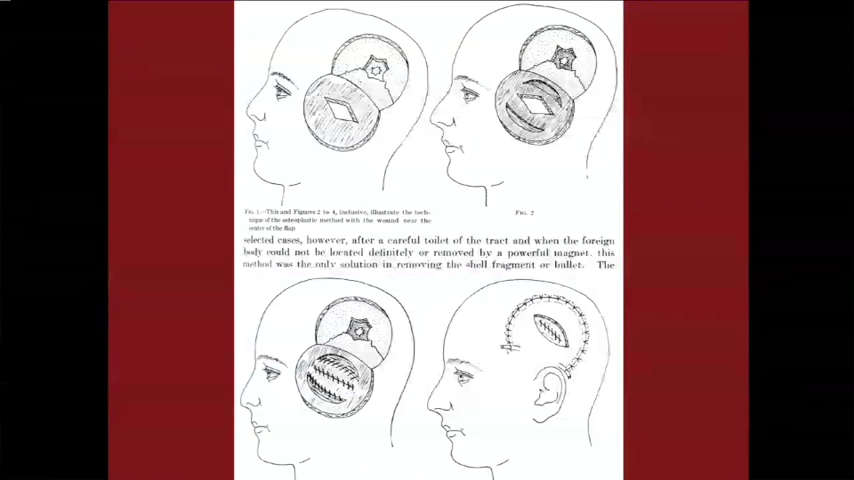 FIG. 1.—This and Figures 2 to 4, inclusive, illustrate the tech-
nique of the osteoplastic method with the wound near the
center of the flap
FIG. 2
selected cases, however, after a careful toilet of the tract and when the foreign
body could not be located definitely or removed by a powerful magnet, this
method was the only solution in removing the shell fragment or bullet. The